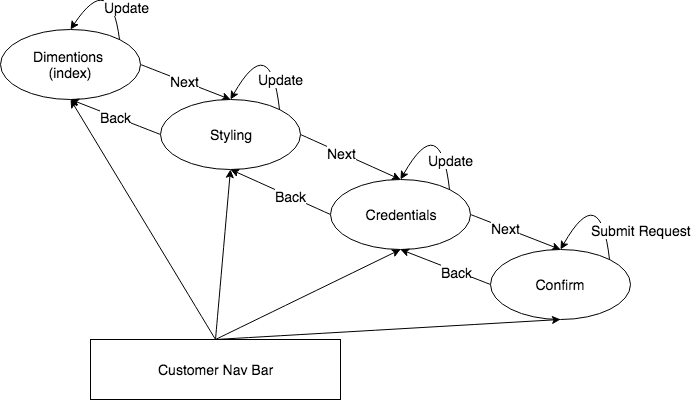 Update
Dimentions
(index)
Next
Update
Back
Styling
Next
Update
Back
Credentials
Next
Submit Request
Back
Confirm
Customer Nav Bar